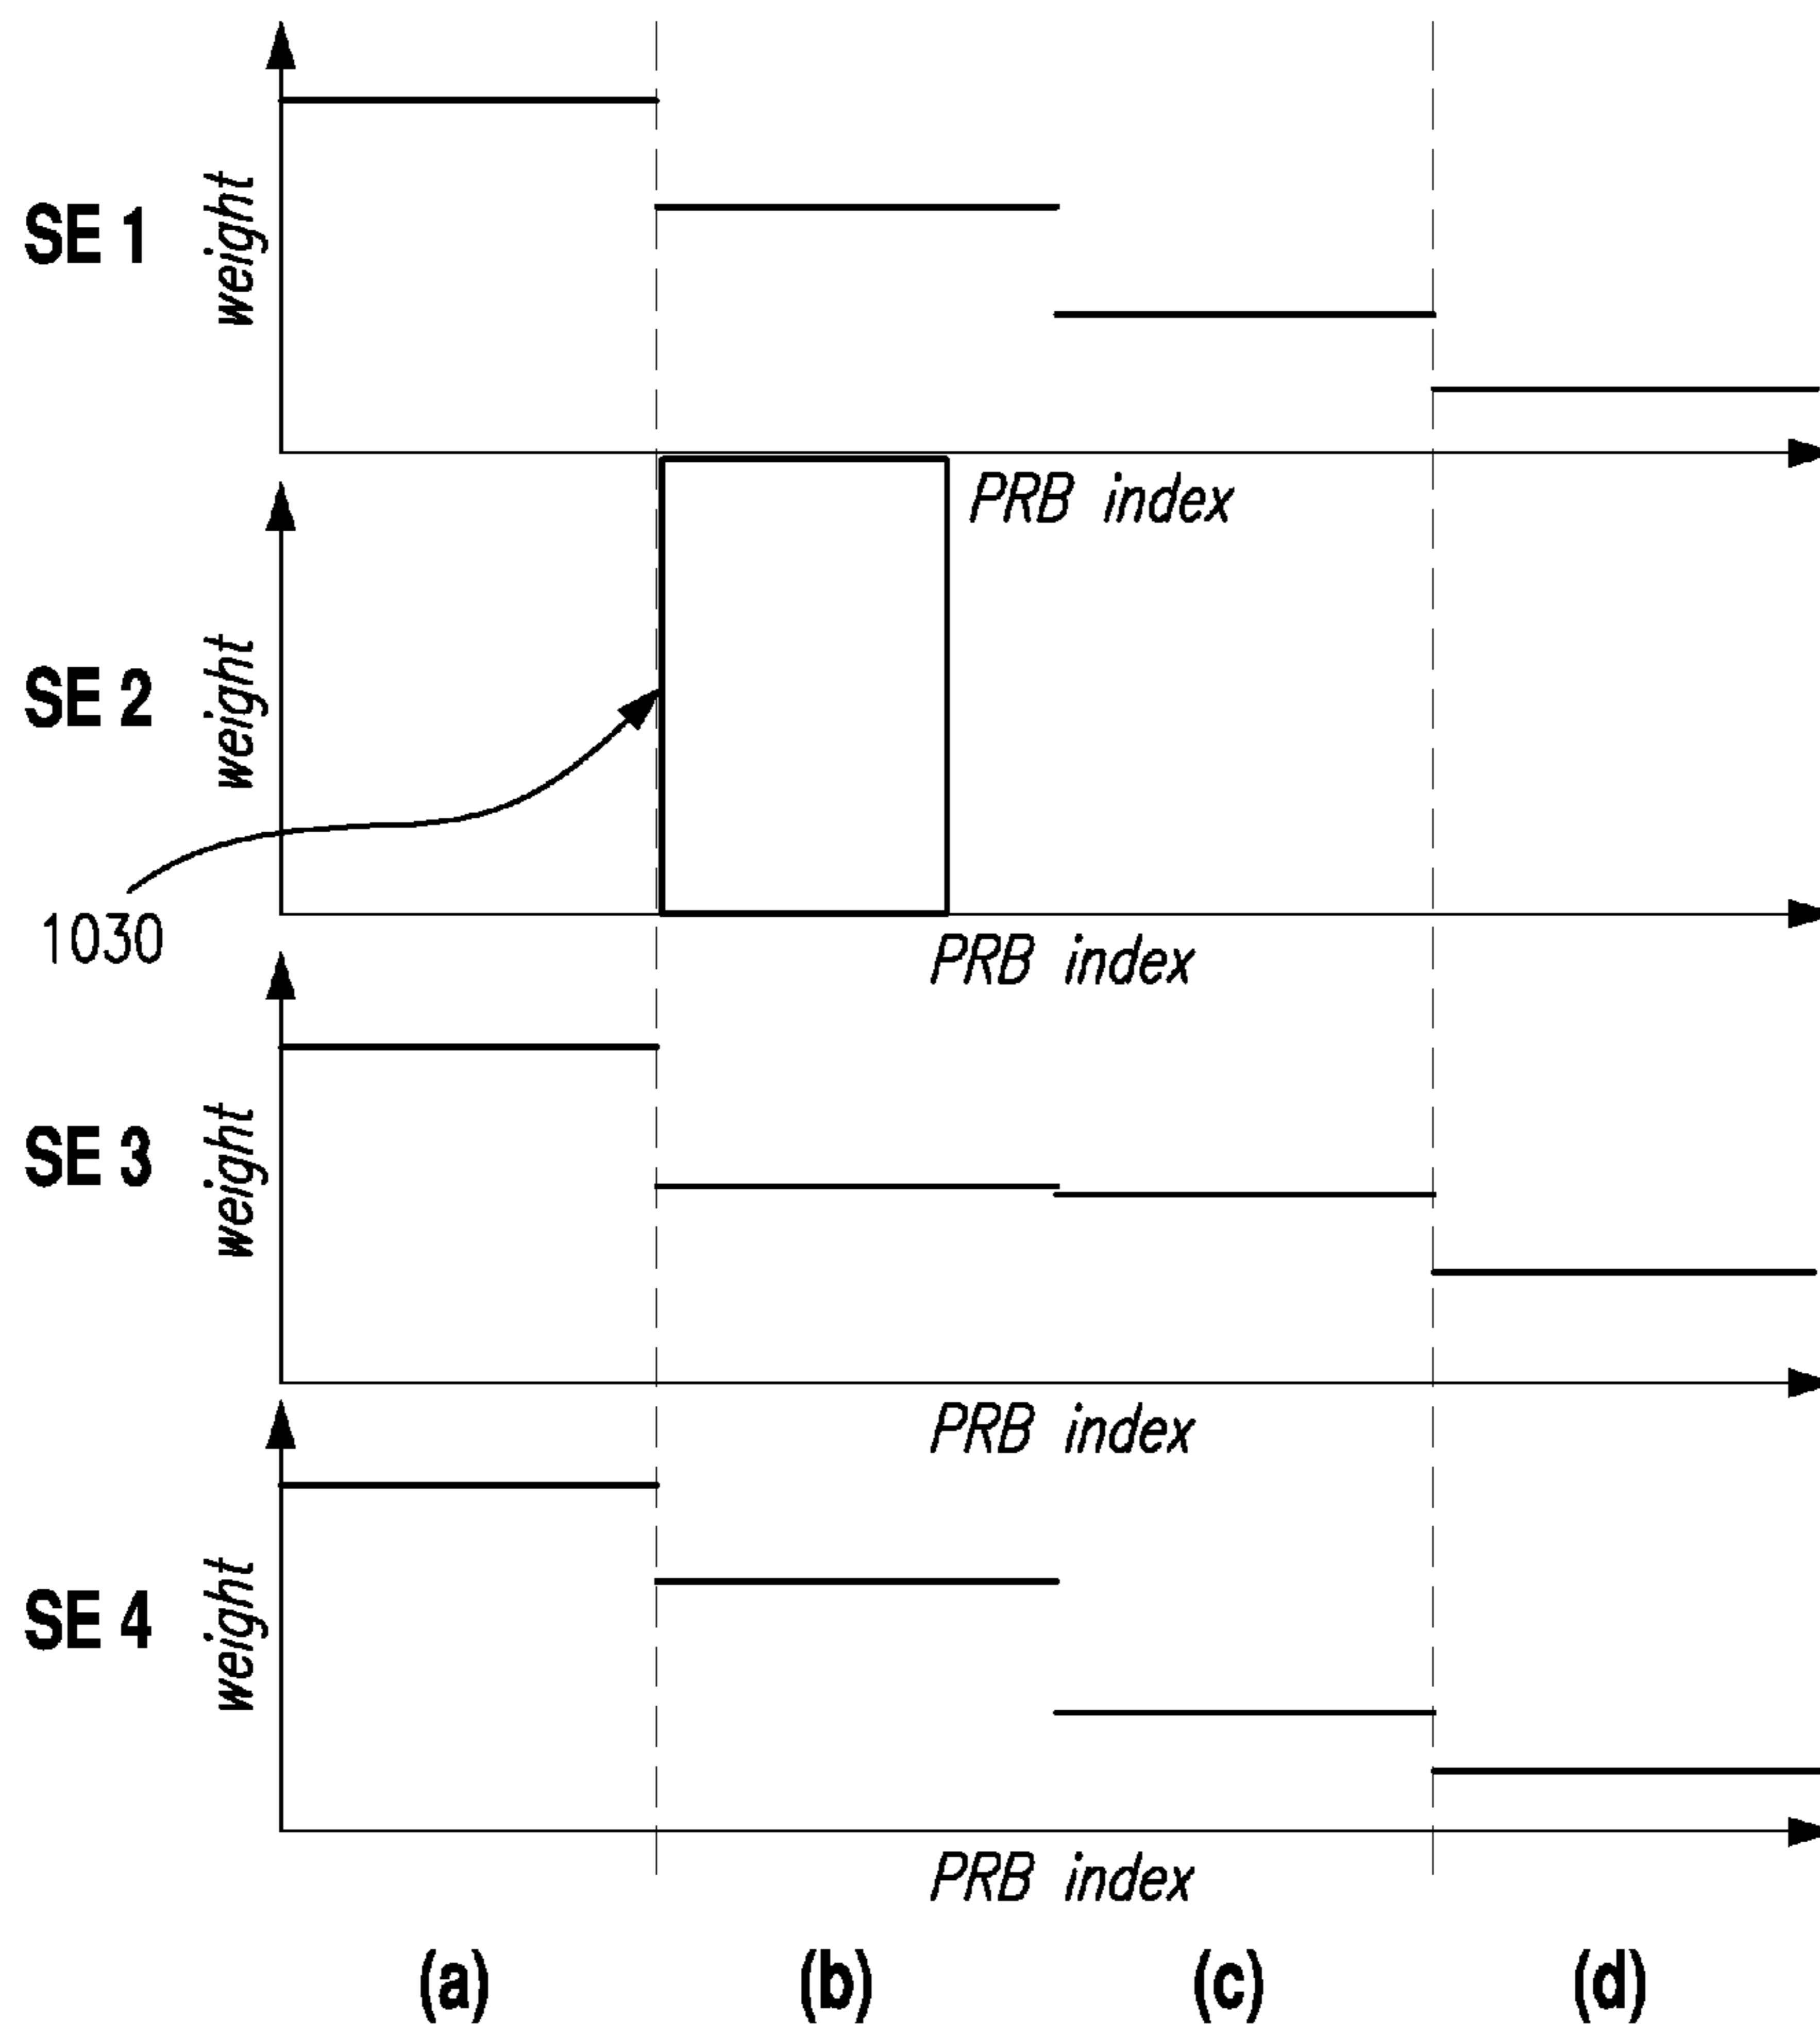 SE 1
weight
PRB index
SE 2
weight
1030
PRB index
SE 3
weight
PRB index
SE 4
weight
PRB index
(a) (b) (c) (d)